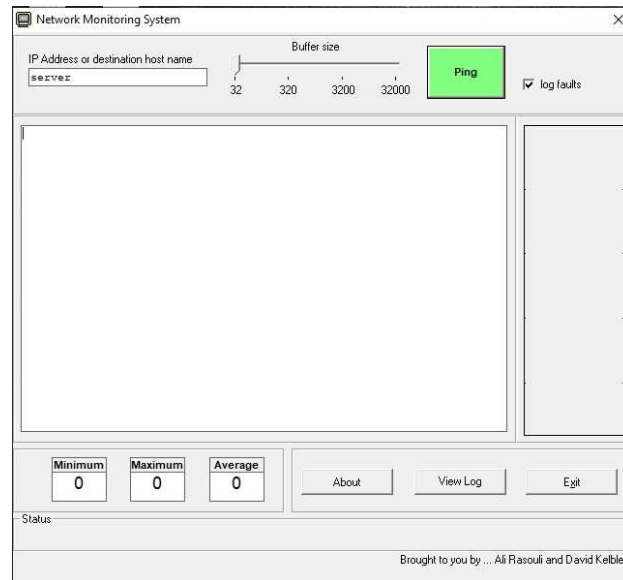 Network Monitoring System
IP Address or destination host name
server
Buffer size
32 320 3200 32000
Ping
log faults
Minimum Maximum Average
0 0 0
About View Log Exit
Status
Brought to you by ... Ali Rasouli and David Kelble